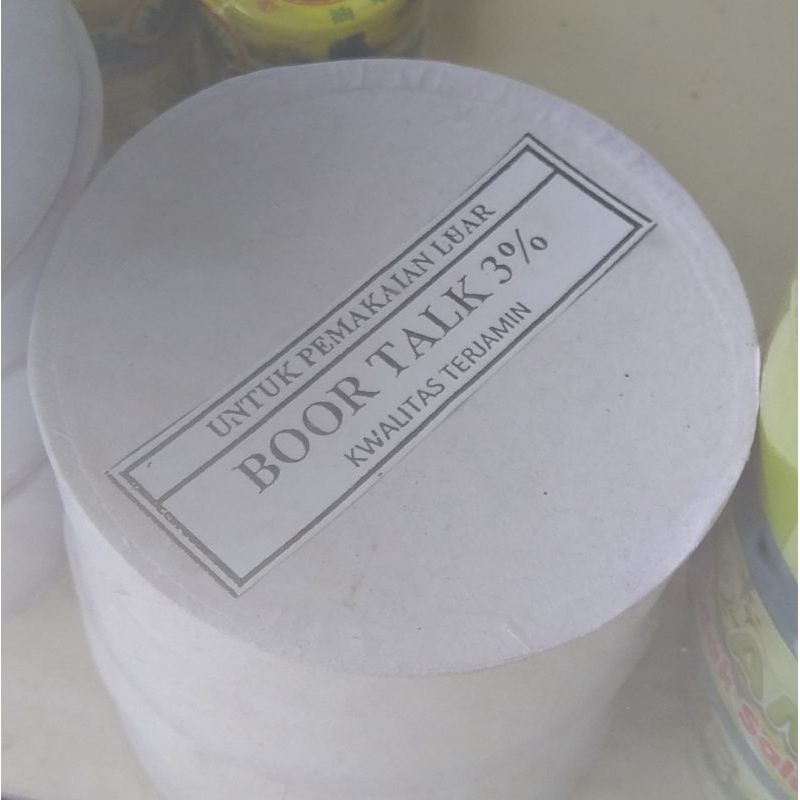 UNTUK PEMAKAIAN LUAR
BOOR TALK 3%
KWALITAS TERJAMIN